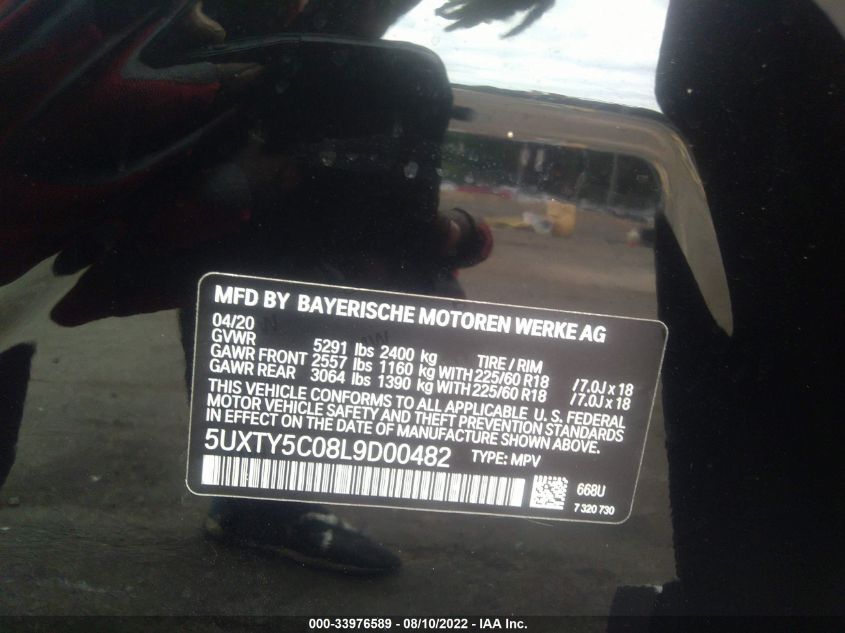 MFD BY BAYERISCHE MOTOREN WERKE AG
04/20
GVWR 5291 lbs 2400 kg TIRE / RIM
GAWR FRONT 2557 lbs 1160 kg WITH 225/60 R18 / 7.0J x 18
GAWR REAR 3064 lbs 1390 kg WITH 225/60 R18 / 7.0J x 18
THIS VEHICLE CONFORMS TO ALL APPLICABLE U. S. FEDERAL
MOTOR VEHICLE SAFETY AND THEFT PREVENTION STANDARDS
IN EFFECT ON THE DATE OF MANUFACTURE SHOWN ABOVE.
5UXTY5C08L9D00482 TYPE: MPV
668U
7 320 730
000-33976589 - 08/10/2022 - IAA Inc.